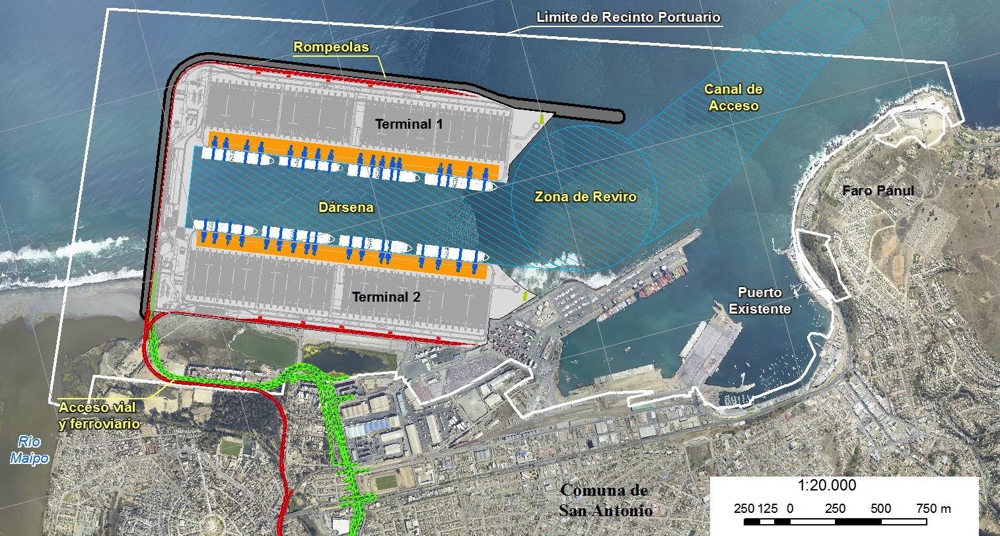 Límite de Recinto Portuario
Rompeolas
Canal de
Acceso
Terminal 1
Faro Panul
Zona de Reviro
Dársena
Puerto
Existente
Terminal 2
Acceso vial
y ferroviario
Río
Maipo
Comuna de
San Antonio
1:20.000
250 125 0 250 500 750 m